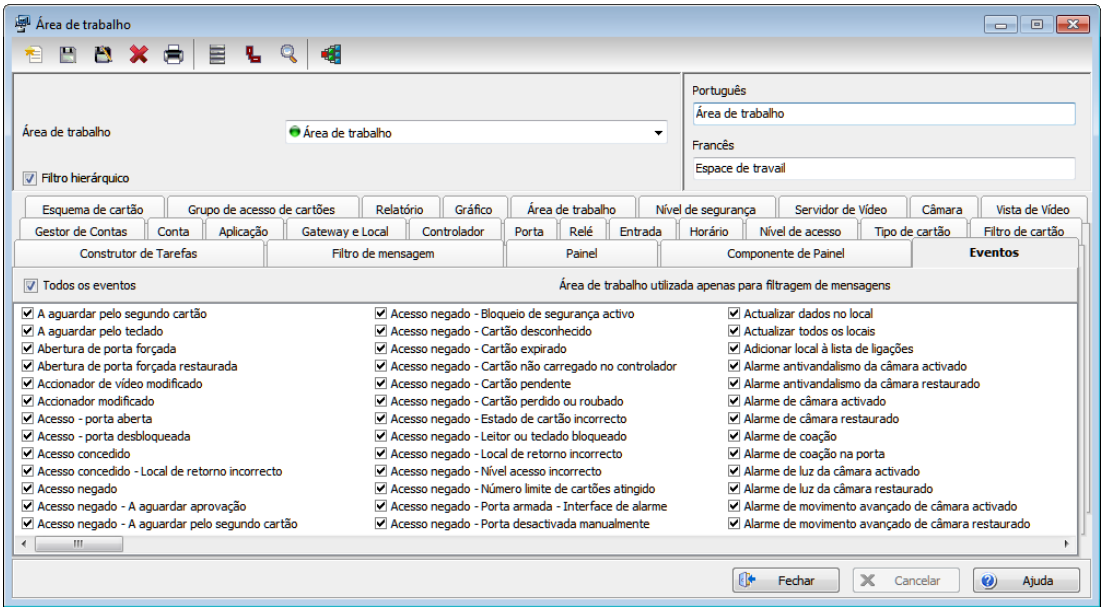 Área de trabalho
Português
Área de trabalho
Área de trabalho
Área de trabalho
Francês
Espace de travail
Filtro hierárquico
Esquema de cartão Grupo de acesso de cartões Relatório Gráfico Área de trabalho Nível de segurança Servidor de Vídeo Câmara Vista de Vídeo
Gestor de Contas Conta Aplicação Gateway e Local Controlador Porta Relé Entrada Horário Nível de acesso Tipo de cartão Filtro de cartão
Construtor de Tarefas Filtro de mensagem Painel Componente de Painel Eventos
Todos os eventos Área de trabalho utilizada apenas para filtragem de mensagens
A aguardar pelo segundo cartão
A aguardar pelo teclado
Abertura de porta forçada
Abertura de porta forçada restaurada
Accionador de vídeo modificado
Accionador modificado
Acesso - porta aberta
Acesso - porta desbloqueada
Acesso concedido
Acesso concedido - Local de retorno incorrecto
Acesso negado
Acesso negado - A aguardar aprovação
Acesso negado - A aguardar pelo segundo cartão
Acesso negado - Bloqueio de segurança activo
Acesso negado - Cartão desconhecido
Acesso negado - Cartão expirado
Acesso negado - Cartão não carregado no controlador
Acesso negado - Cartão pendente
Acesso negado - Cartão perdido ou roubado
Acesso negado - Estado de cartão incorrecto
Acesso negado - Leitor ou teclado bloqueado
Acesso negado - Local de retorno incorrecto
Acesso negado - Nível acesso incorrecto
Acesso negado - Número limite de cartões atingido
Acesso negado - Porta armada - Interface de alarme
Acesso negado - Porta desactivada manualmente
Actualizar dados no local
Actualizar todos os locais
Adicionar local à lista de ligações
Alarme antivandalismo da câmara activado
Alarme antivandalismo da câmara restaurado
Alarme de câmara activado
Alarme de câmara restaurado
Alarme de coação
Alarme de coação na porta
Alarme de luz da câmara activado
Alarme de luz da câmara restaurado
Alarme de movimento avançado de câmara activado
Alarme de movimento avançado de câmara restaurado
Fechar Cancelar Ajuda